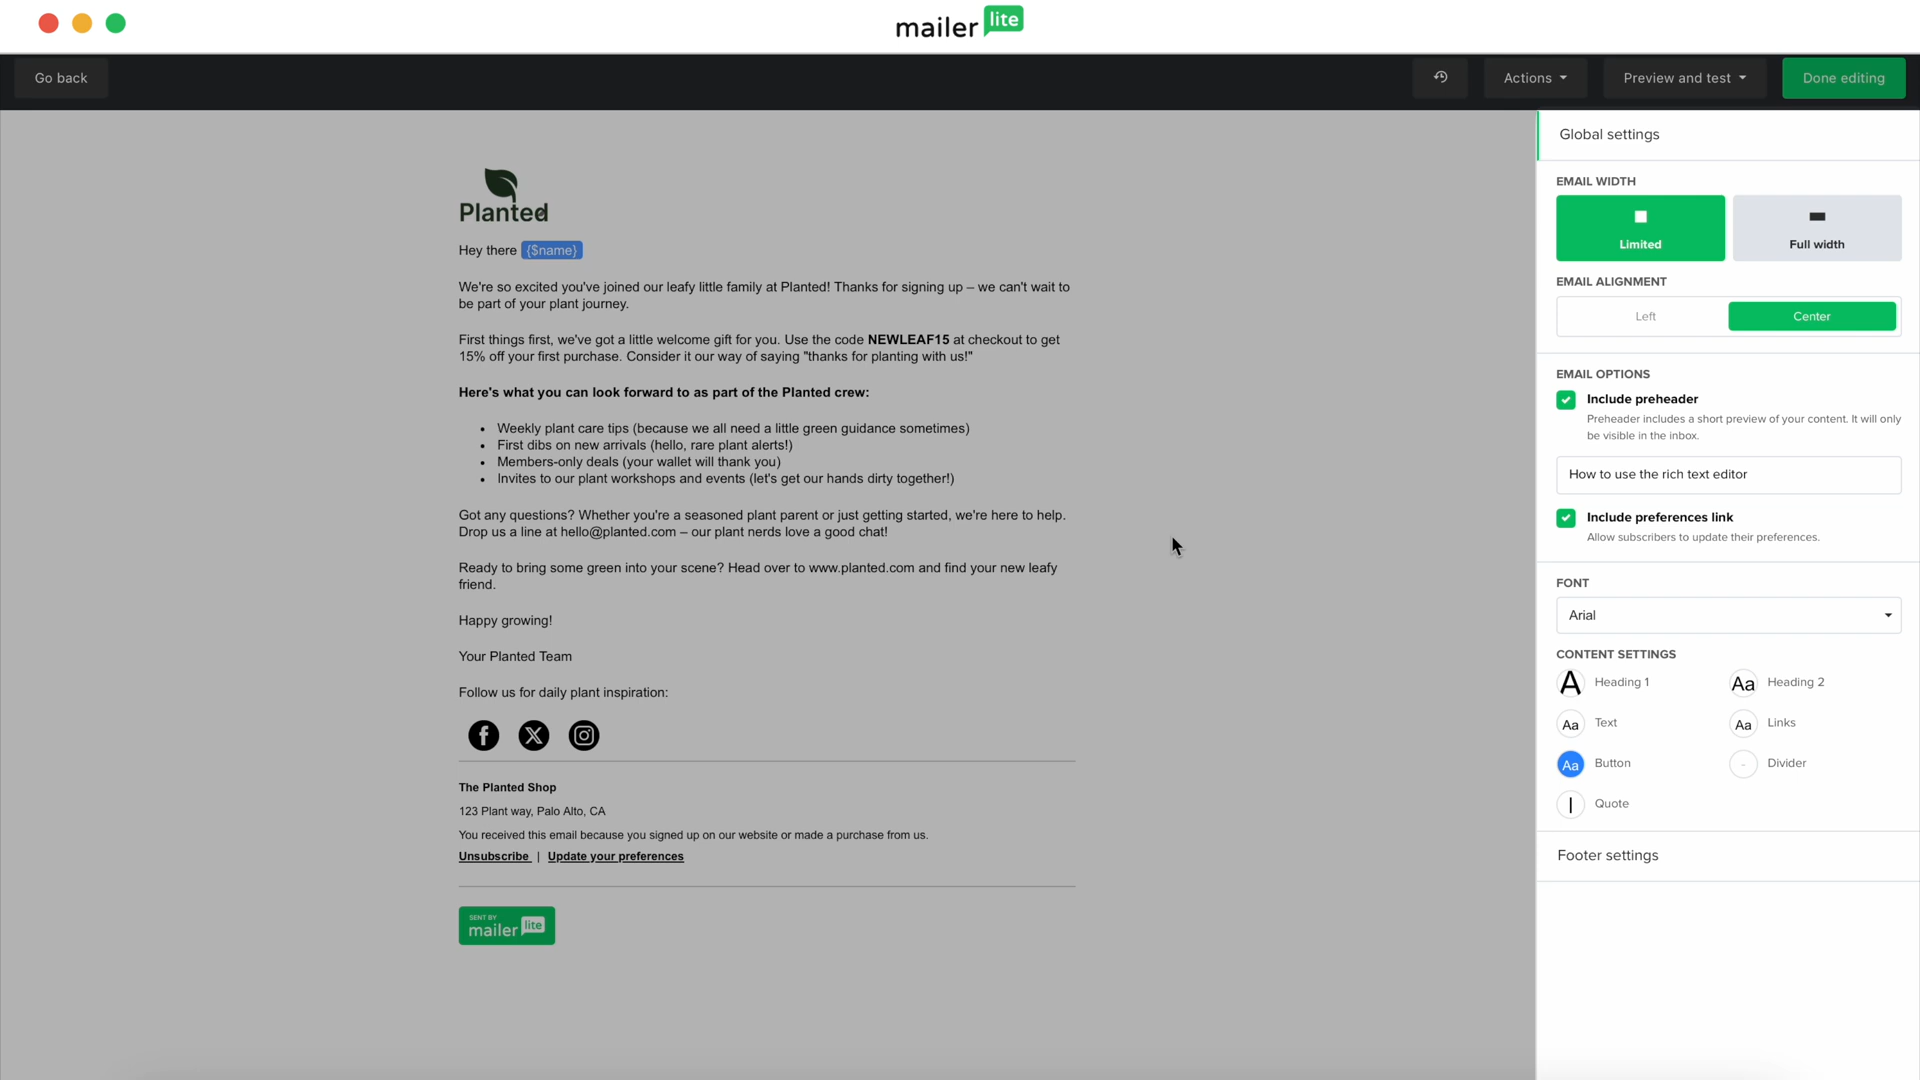 mailer lite
Go back
Actions
Preview and test
Done editing
Planted
Hey there {$name}
We're so excited you've joined our leafy little family at Planted! Thanks for signing up – we can't wait to
be part of your plant journey.
First things first, we've got a little welcome gift for you. Use the code NEWLEAF15 at checkout to get
15% off your first purchase. Consider it our way of saying "thanks for planting with us!"
Here's what you can look forward to as part of the Planted crew:
• Weekly plant care tips (because we all need a little green guidance sometimes)
• First dibs on new arrivals (hello, rare plant alerts!)
• Members-only deals (your wallet will thank you)
• Invites to our plant workshops and events (let's get our hands dirty together!)
Got any questions? Whether you're a seasoned plant parent or just getting started, we're here to help.
Drop us a line at hello@planted.com – our plant nerds love a good chat!
Ready to bring some green into your scene? Head over to www.planted.com and find your new leafy
friend.
Happy growing!
Your Planted Team
Follow us for daily plant inspiration:
The Planted Shop
123 Plant way, Palo Alto, CA
You received this email because you signed up on our website or made a purchase from us.
Unsubscribe | Update your preferences
SENT BY
mailer lite
Global settings
EMAIL WIDTH
Limited
Full width
EMAIL ALIGNMENT
Left
Center
EMAIL OPTIONS
Include preheader
Preheader includes a short preview of your content. It will only
be visible in the inbox.
How to use the rich text editor
Include preferences link
Allow subscribers to update their preferences.
FONT
Arial
CONTENT SETTINGS
A Heading 1
Aa Heading 2
Aa Text
Aa Links
Aa Button
- Divider
| Quote
Footer settings